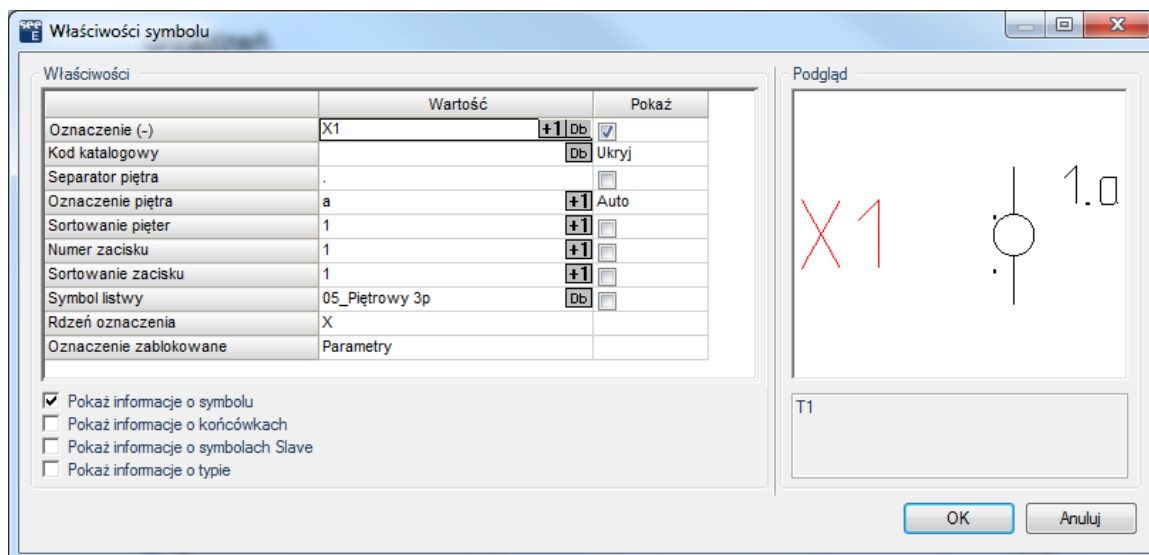 see E Właściwości symbolu
Właściwości
Wartość Pokaż
Oznaczenie (-) X1 +1 Db
Kod katalogowy Db Ukryj
Separator piętra .
Oznaczenie piętra a +1 Auto
Sortowanie pięter 1 +1
Numer zacisku 1 +1
Sortowanie zacisku 1 +1
Symbol listwy 05_Piętrowy 3p Db
Rdzeń oznaczenia X
Oznaczenie zablokowane Parametry
Pokaż informacje o symbolu
Pokaż informacje o końcówkach
Pokaż informacje o symbolach Slave
Pokaż informacje o typie
Podgląd
X1 1.a
T1
OK Anuluj